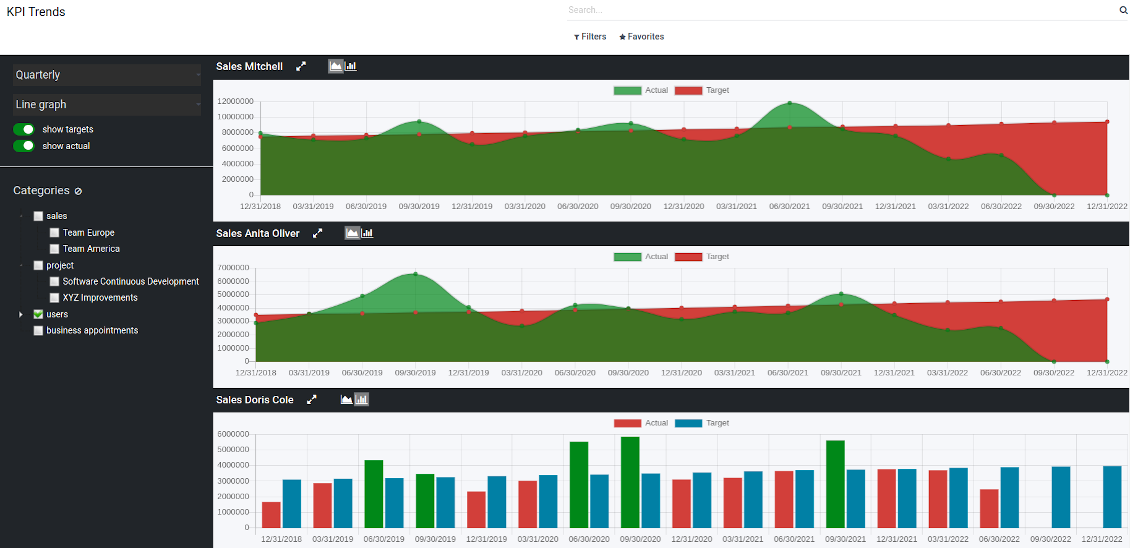 KPI Trends
Search...
Filters
Favorites
Quarterly
Line graph
show targets
show actual
Categories
sales
Team Europe
Team America
project
Software Continuous Development
XYZ Improvements
users
business appointments
Sales Mitchell
Actual Target
12000000
10000000
8000000
6000000
4000000
2000000
0
12/31/2018 03/31/2019 06/30/2019 09/30/2019 12/31/2019 03/31/2020 06/30/2020 09/30/2020 12/31/2020 03/31/2021 06/30/2021 09/30/2021 12/31/2021 03/31/2022 06/30/2022 09/30/2022 12/31/2022
Sales Anita Oliver
Actual Target
7000000
6000000
5000000
4000000
3000000
2000000
1000000
0
12/31/2018 03/31/2019 06/30/2019 09/30/2019 12/31/2019 03/31/2020 06/30/2020 09/30/2020 12/31/2020 03/31/2021 06/30/2021 09/30/2021 12/31/2021 03/31/2022 06/30/2022 09/30/2022 12/31/2022
Sales Doris Cole
Actual Target
6000000
5000000
4000000
3000000
2000000
1000000
0
12/31/2018 03/31/2019 06/30/2019 09/30/2019 12/31/2019 03/31/2020 06/30/2020 09/30/2020 12/31/2020 03/31/2021 06/30/2021 09/30/2021 12/31/2021 03/31/2022 06/30/2022 09/30/2022 12/31/2022